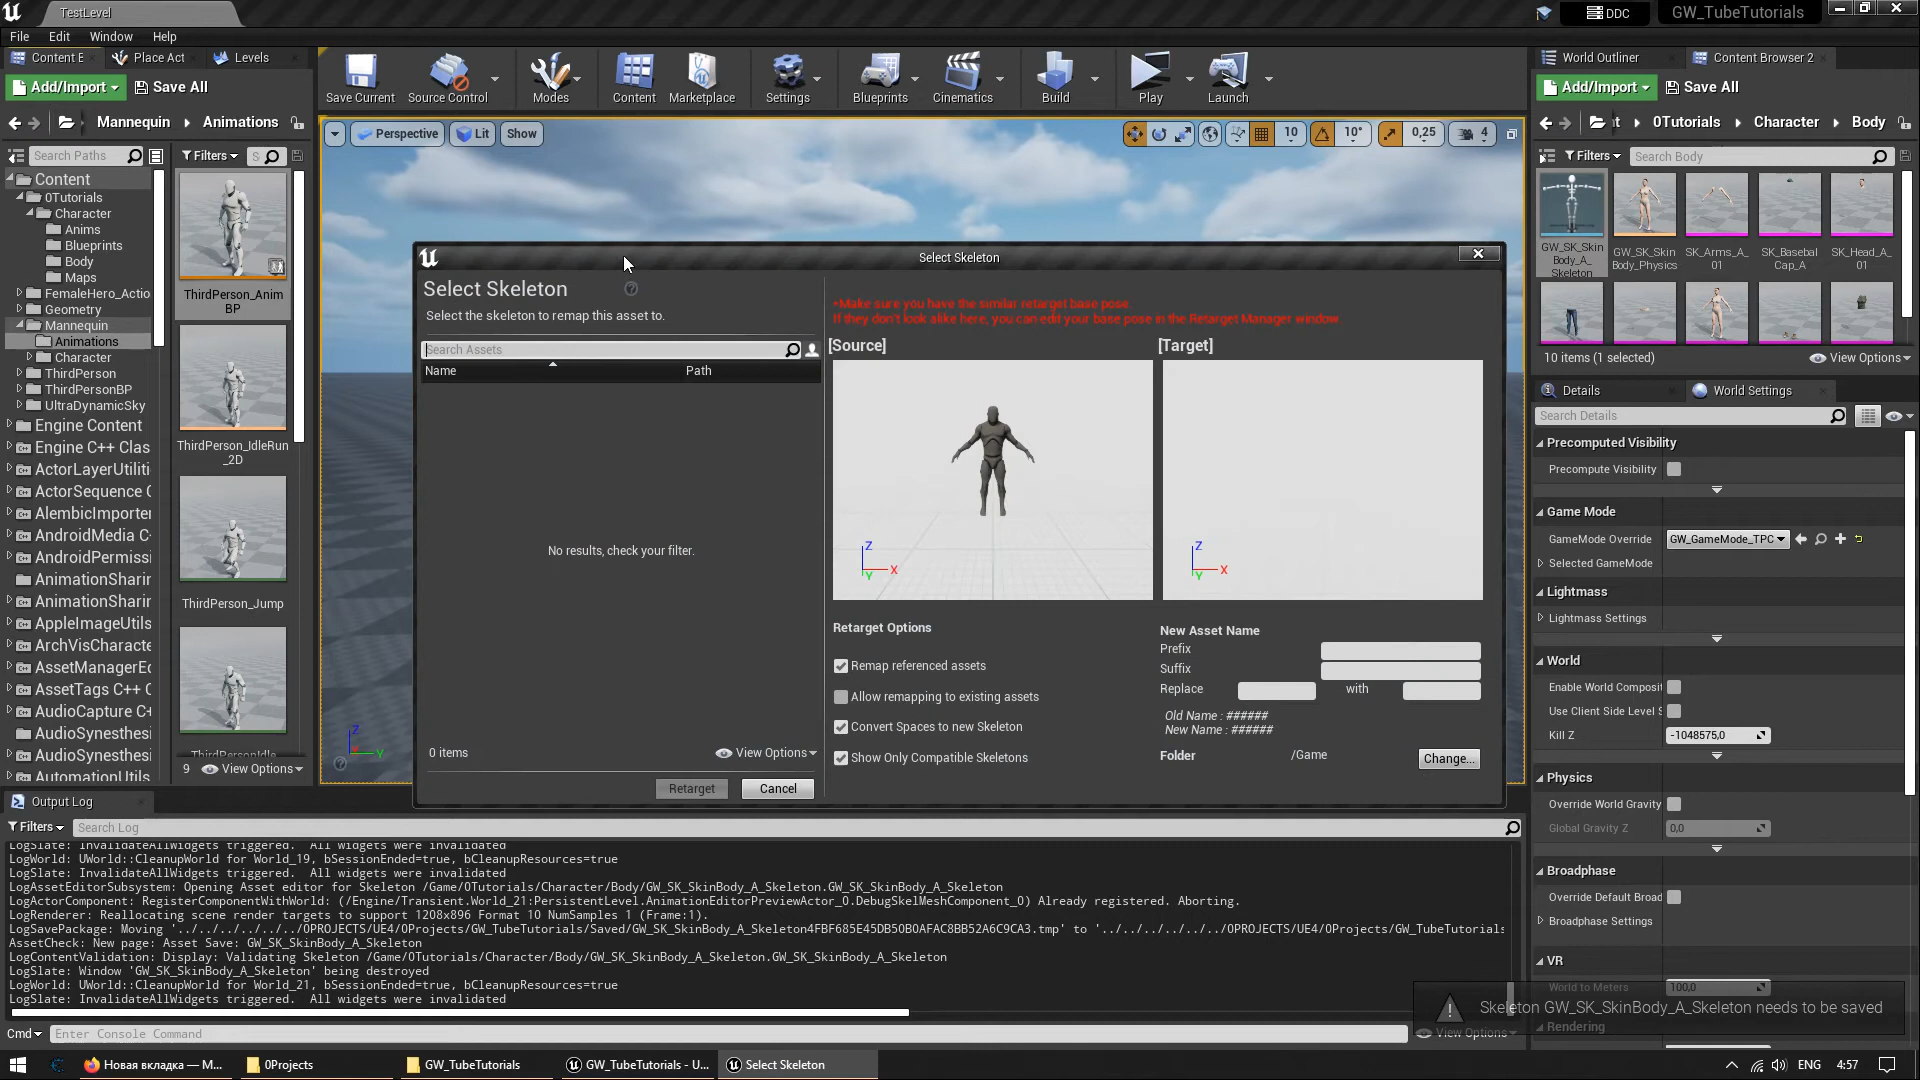 TestLevel
DDC
GW_TubeTutorials
File Edit Window Help
Content E Place Act Levels
World Outliner Content Browser 2
Add/Import Save All
Save Current Source Control Modes Content Marketplace Settings Blueprints Cinematics Build Play Launch
Add/Import Save All
Mannequin Animations
0Tutorials Character Body
Perspective Lit Show
10 10° 0,25 4
Search Paths
Filters
S
Filters
Search Body
Content
0Tutorials
Character
Anims
Blueprints
Body
Maps
FemaleHero_Actio
Geometry
Mannequin
Animations
Character
ThirdPerson
ThirdPersonBP
UltraDynamicSky
Engine Content
Engine C++ Clas
ActorLayerUtiliti
ActorSequence C
AlembicImporter
AndroidMedia C
AndroidPermissi
AnimationSharin
AnimationSharin
AppleImageUtils
ArchVisCharacte
AssetManagerEd
AssetTags C++ C
AudioCapture C+
AudioSynesthesi
AudioSynesthesi
AutomationUtils
ThirdPerson_Anim
BP
ThirdPerson_IdleRun
_2D
ThirdPerson_Jump
ThirdPersonIdle
9 View Options
Select Skeleton
Select Skeleton
Select the skeleton to remap this asset to.
Search Assets
Name Path
No results, check your filter.
0 items
View Options
Retarget Cancel
*Make sure you have the similar retarget base pose.
If they don't look alike here, you can edit your base pose in the Retarget Manager window.
[Source] [Target]
Z X Y
Z X Y
Retarget Options
Remap referenced assets
Allow remapping to existing assets
Convert Spaces to new Skeleton
Show Only Compatible Skeletons
New Asset Name
Prefix
Suffix
Replace with
Old Name : ######
New Name : ######
Folder /Game Change...
GW_SK_Skin
Body_A_
Skeleton
GW_SK_Skin
Body_Physics
SK_Arms_A_
01
SK_Basebal
Cap_A
SK_Head_A_
01
10 items (1 selected) View Options
Details World Settings
Search Details
Precomputed Visibility
Precompute Visibility
Game Mode
GameMode Override GW_GameMode_TPC
Selected GameMode
Lightmass
Lightmass Settings
World
Enable World Composit
Use Client Side Level S
Kill Z -1048575,0
Physics
Override World Gravity
Global Gravity Z 0,0
Broadphase
Override Default Broad
Broadphase Settings
VR
World to Meters 100,0
Rendering
Output Log
Filters Search Log
LogSlate: InvalidateAllWidgets triggered. All widgets were invalidated
LogWorld: UWorld::CleanupWorld for World_19, bSessionEnded=true, bCleanupResources=true
LogSlate: InvalidateAllWidgets triggered. All widgets were invalidated
LogAssetEditorSubsystem: Opening Asset editor for Skeleton /Game/0Tutorials/Character/Body/GW_SK_SkinBody_A_Skeleton.GW_SK_SkinBody_A_Skeleton
LogActorComponent: RegisterComponentWithWorld: (/Engine/Transient.World_21:PersistentLevel.AnimationEditorPreviewActor_0.DebugSkelMeshComponent_0) Already registered. Aborting.
LogRenderer: Reallocating scene render targets to support 1208x896 Format 10 NumSamples 1 (Frame:1).
LogSavePackage: Moving '../../../../../../0PROJECTS/UE4/0Projects/GW_TubeTutorials/Saved/GW_SK_SkinBody_A_Skeleton4FBF685E45DB50B0AFAC8BB52A6C9CA3.tmp' to '../../../../../../0PROJECTS/UE4/0Projects/GW_TubeTutorials
AssetCheck: New page: Asset Save: GW_SK_SkinBody_A_Skeleton
LogContentValidation: Display: Validating Skeleton /Game/0Tutorials/Character/Body/GW_SK_SkinBody_A_Skeleton.GW_SK_SkinBody_A_Skeleton
LogSlate: Window 'GW_SK_SkinBody_A_Skeleton' being destroyed
LogWorld: UWorld::CleanupWorld for World_21, bSessionEnded=true, bCleanupResources=true
LogSlate: InvalidateAllWidgets triggered. All widgets were invalidated
Skeleton GW_SK_SkinBody_A_Skeleton needs to be saved
Cmd Enter Console Command
View Options
Новая вкладка — M...
0Projects
GW_TubeTutorials
GW_TubeTutorials - U...
Select Skeleton
ENG 4:57